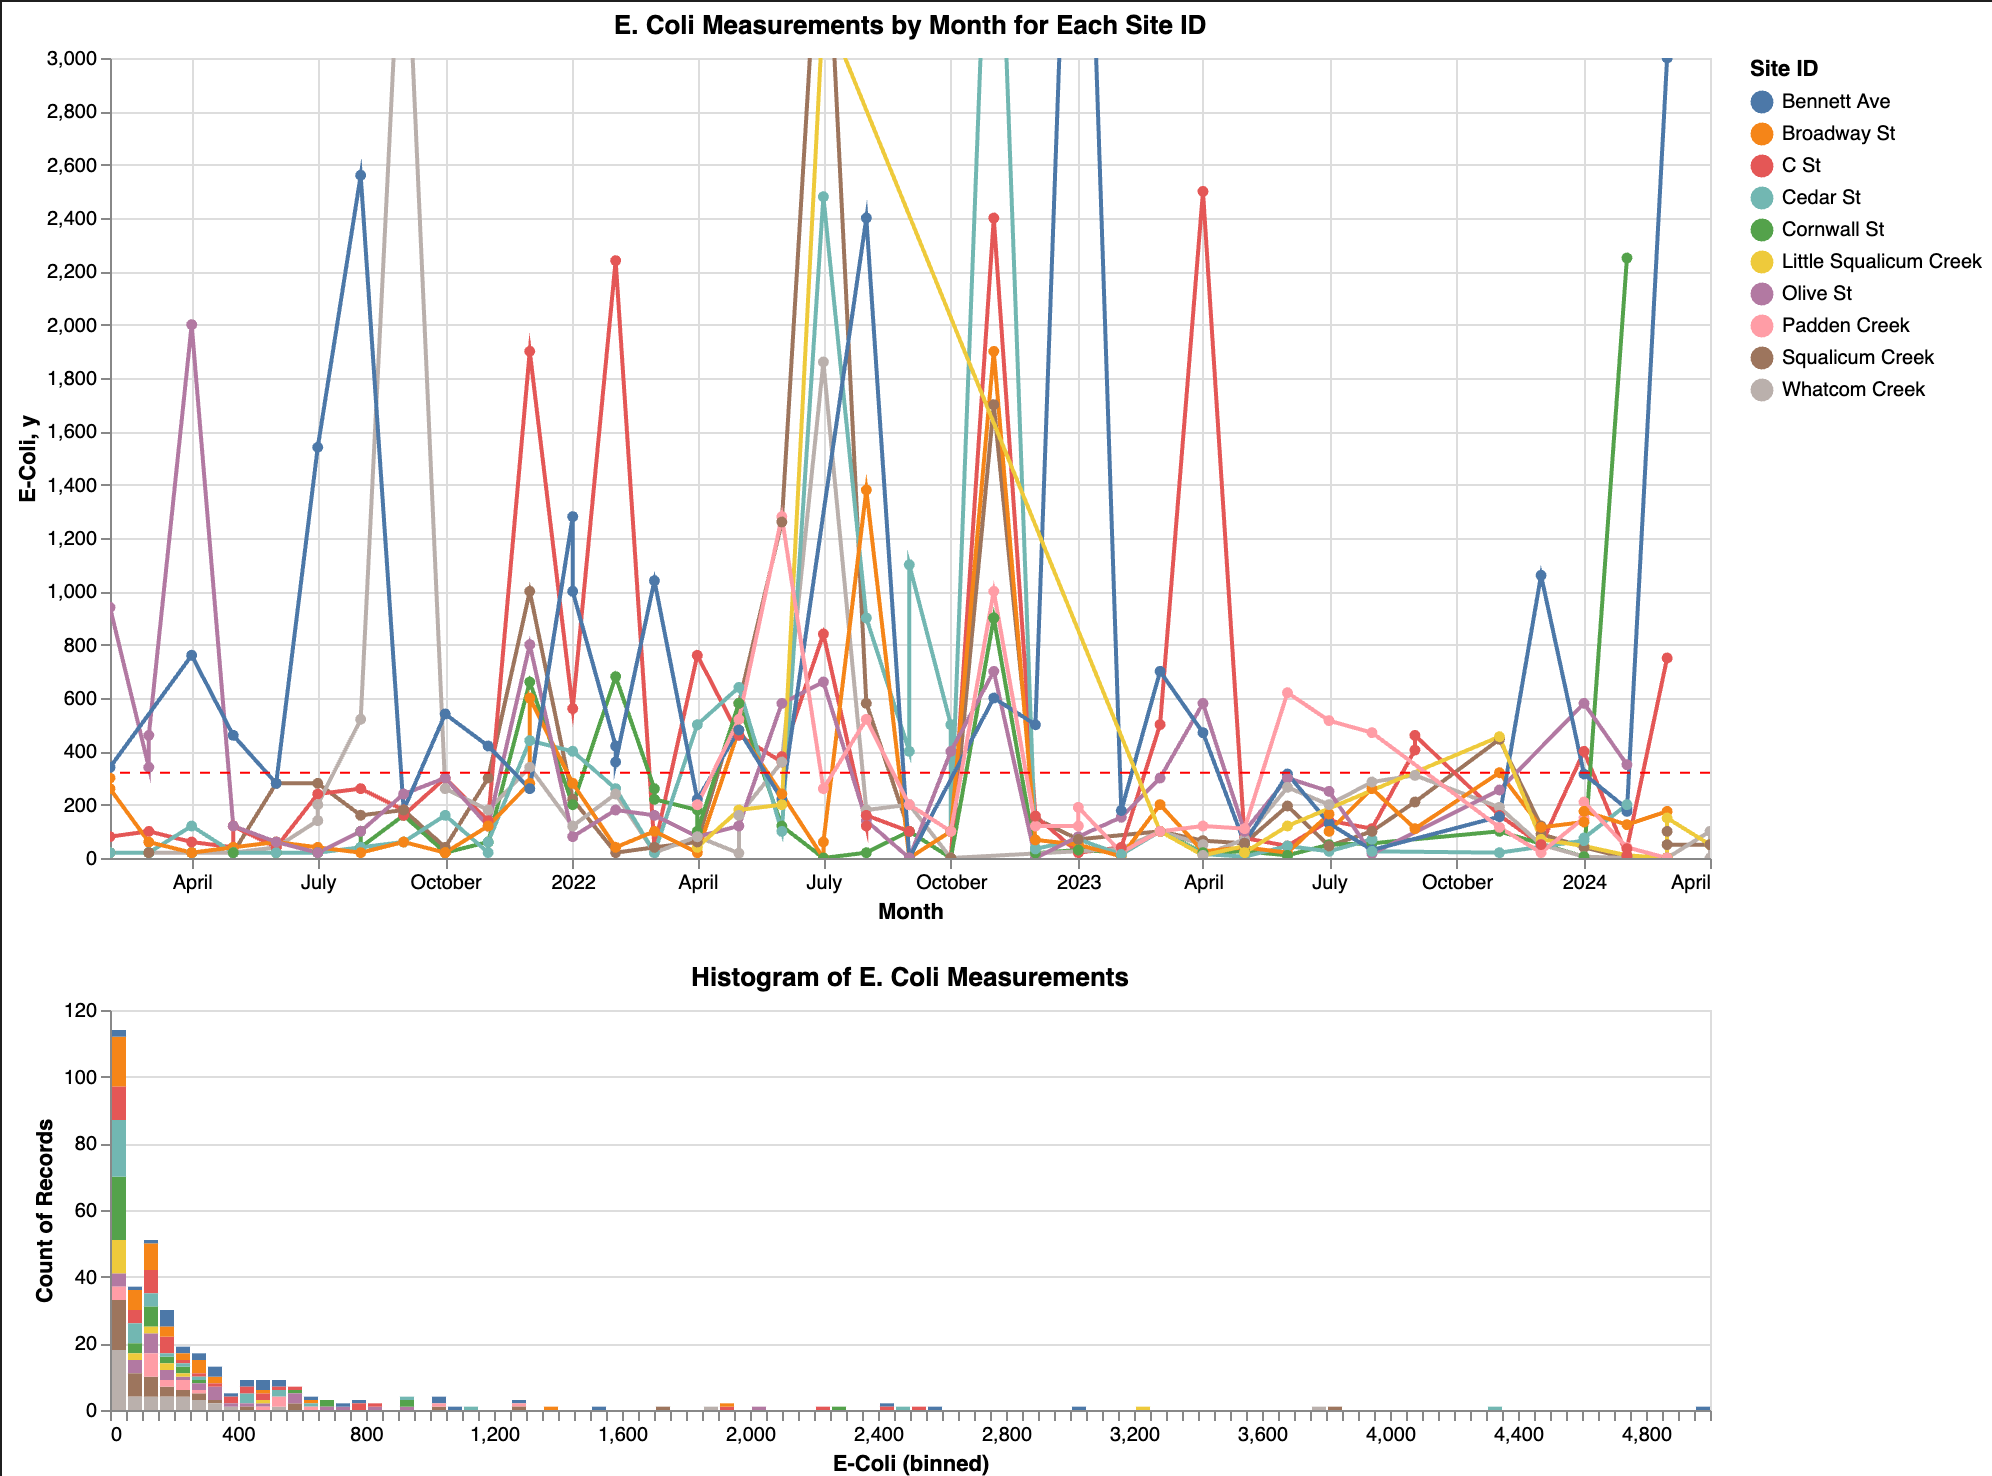 E. Coli Measurements by Month for Each Site ID
3,000
2,800
2,600
2,400
2,200
2,000
1,800
1,600
1,400
1,200
1,000
800
600
400
200
0
E-Coli, y
April July October 2022 April July October 2023 April July October 2024 April
Month
Site ID
Bennett Ave
Broadway St
C St
Cedar St
Cornwall St
Little Squalicum Creek
Olive St
Padden Creek
Squalicum Creek
Whatcom Creek
Histogram of E. Coli Measurements
120
100
80
60
40
20
0
Count of Records
0 400 800 1,200 1,600 2,000 2,400 2,800 3,200 3,600 4,000 4,400 4,800
E-Coli (binned)